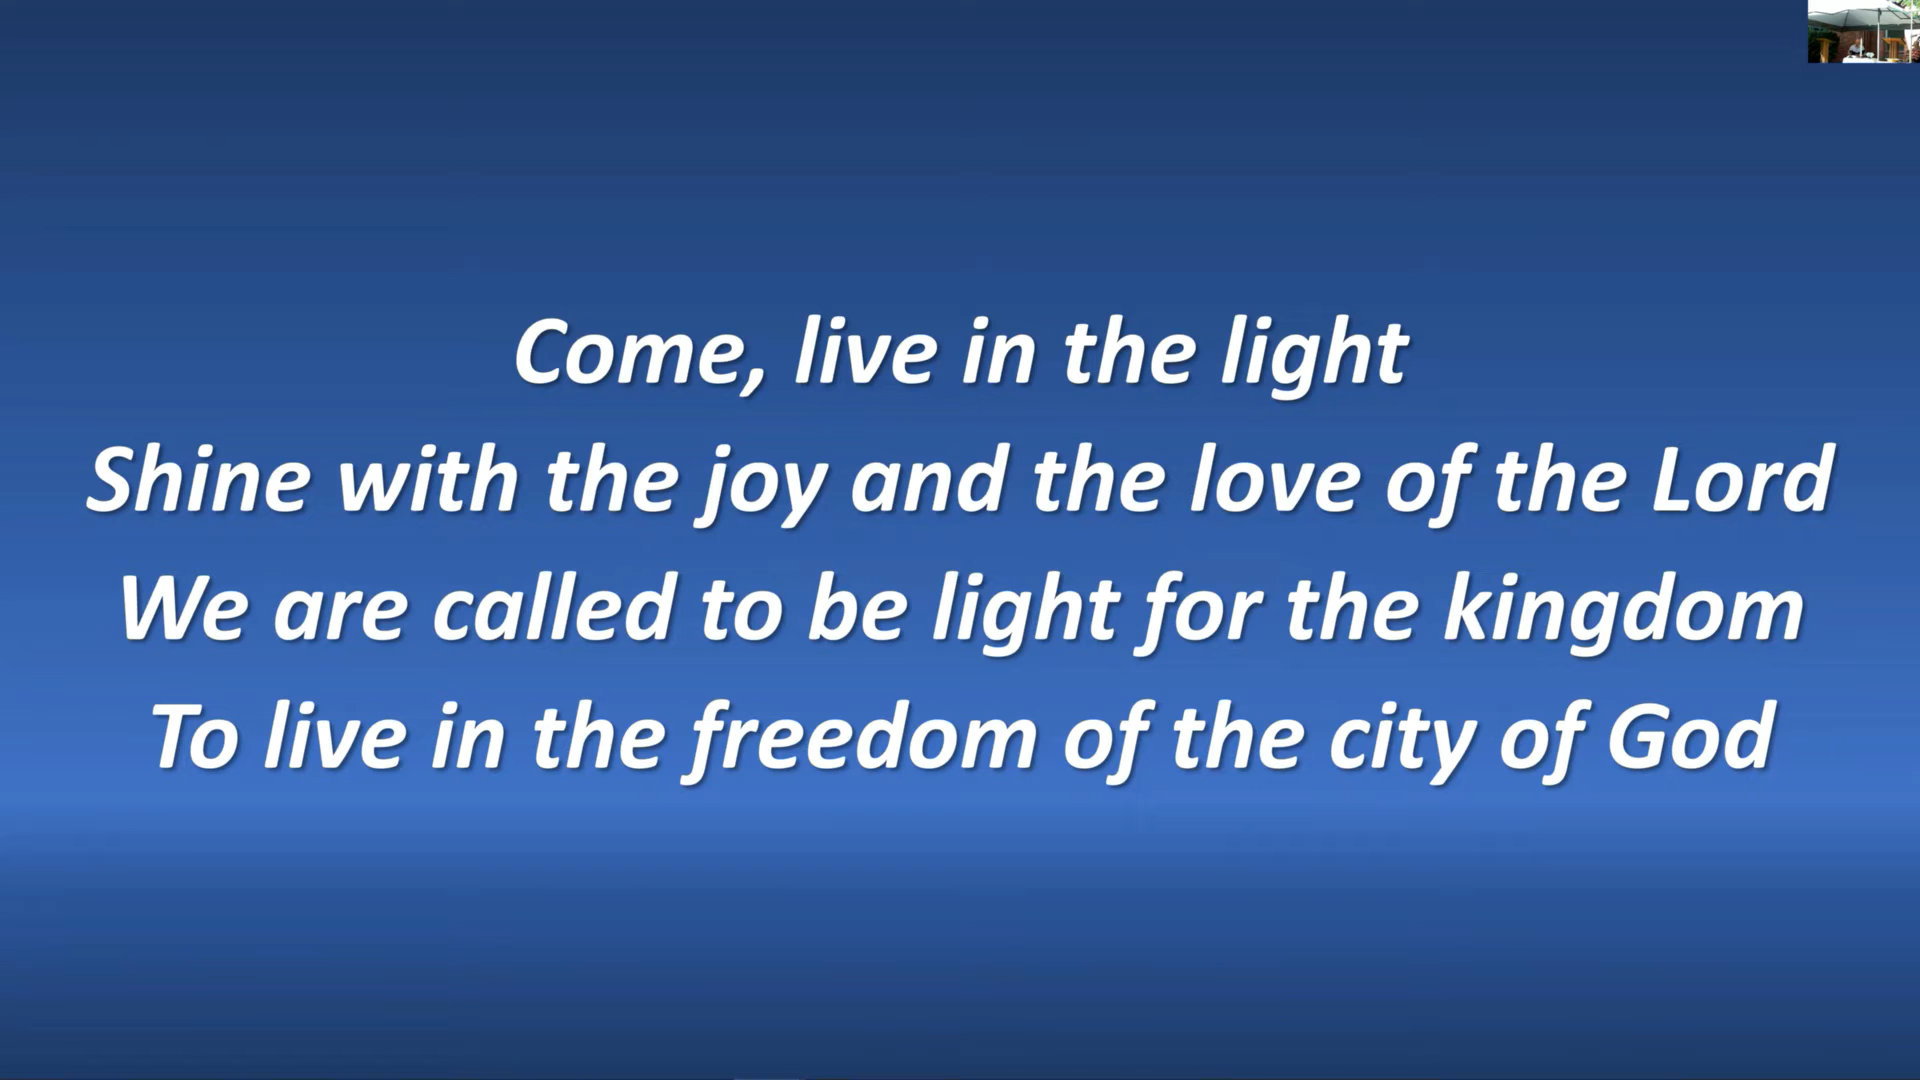 Come, live in the light
Shine with the joy and the love of the Lord
We are called to be light for the kingdom
To live in the freedom of the city of God